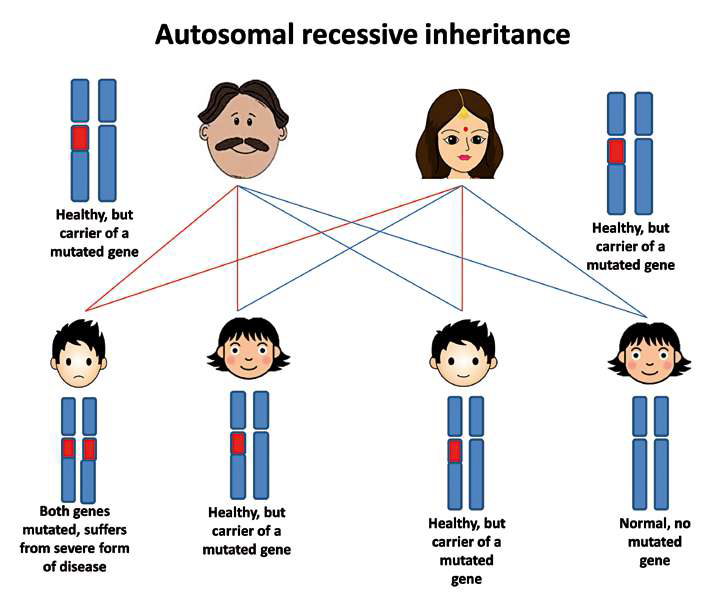 Autosomal recessive inheritance
Healthy, but
carrier of a
mutated gene
Healthy, but
carrier of a
mutated gene
Both genes
mutated, suffers
from severe form
of disease
Healthy, but
carrier of a
mutated gene
Healthy, but
carrier of a
mutated
gene
Normal, no
mutated
gene